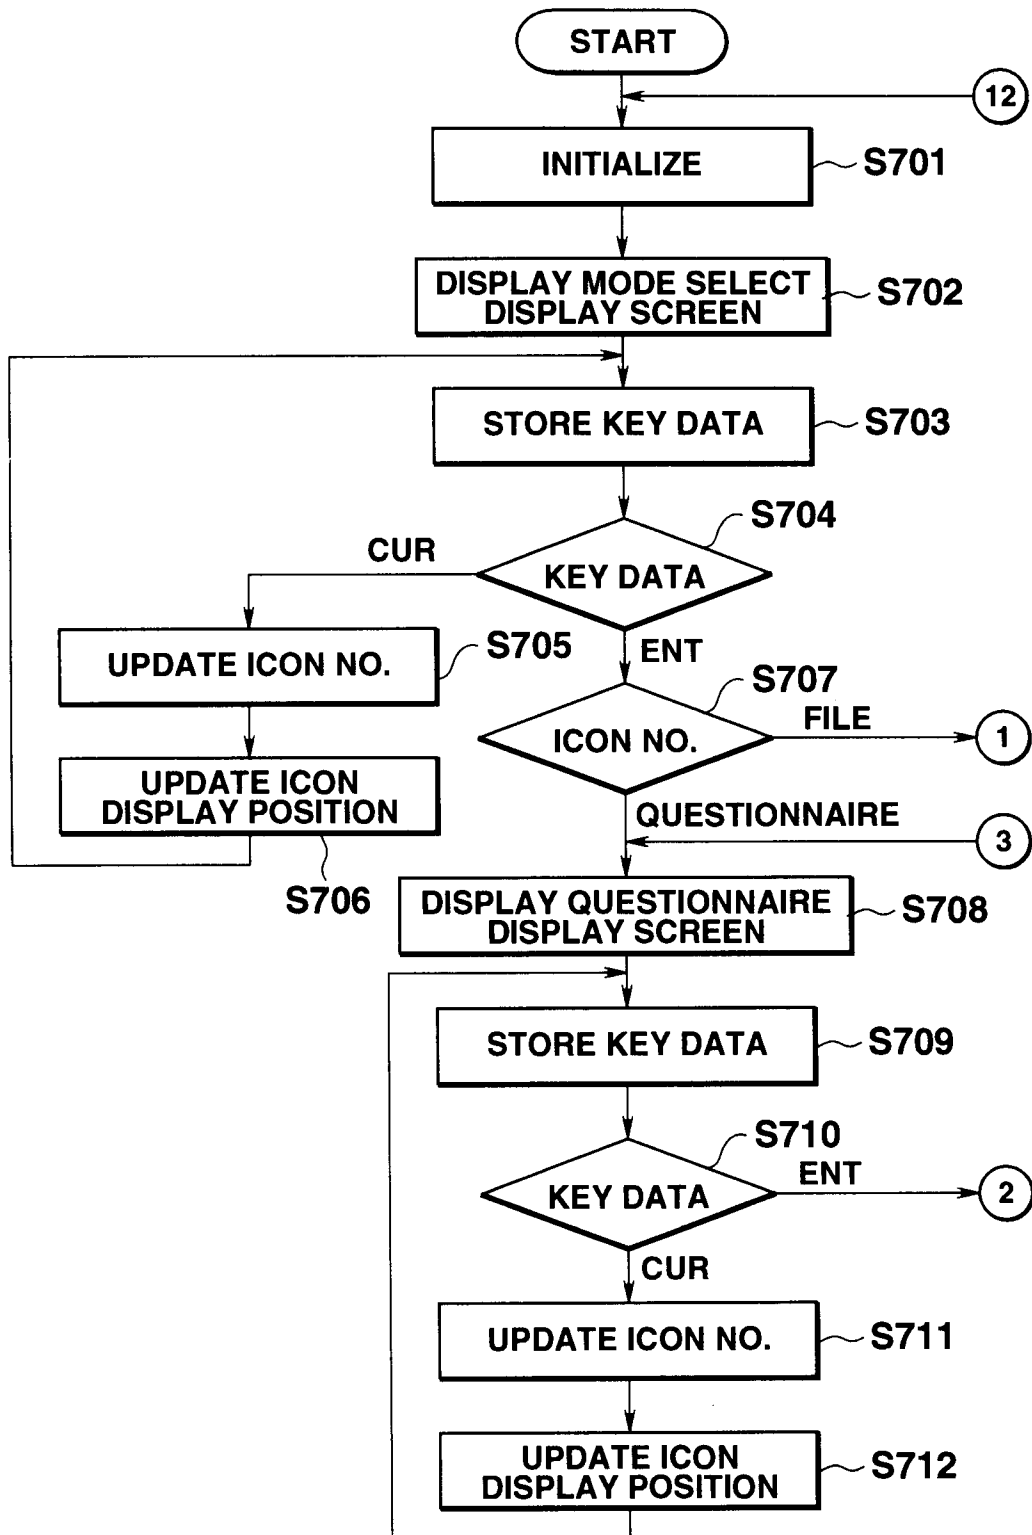 START
12
INITIALIZE
S701
DISPLAY MODE SELECT
DISPLAY SCREEN
S702
STORE KEY DATA
S703
S704
CUR
KEY DATA
ENT
UPDATE ICON NO.
S705
S707
FILE
ICON NO.
1
UPDATE ICON
DISPLAY POSITION
S706
QUESTIONNAIRE
3
DISPLAY QUESTIONNAIRE
DISPLAY SCREEN
S708
STORE KEY DATA
S709
S710
ENT
KEY DATA
2
CUR
UPDATE ICON NO.
S711
UPDATE ICON
DISPLAY POSITION
S712